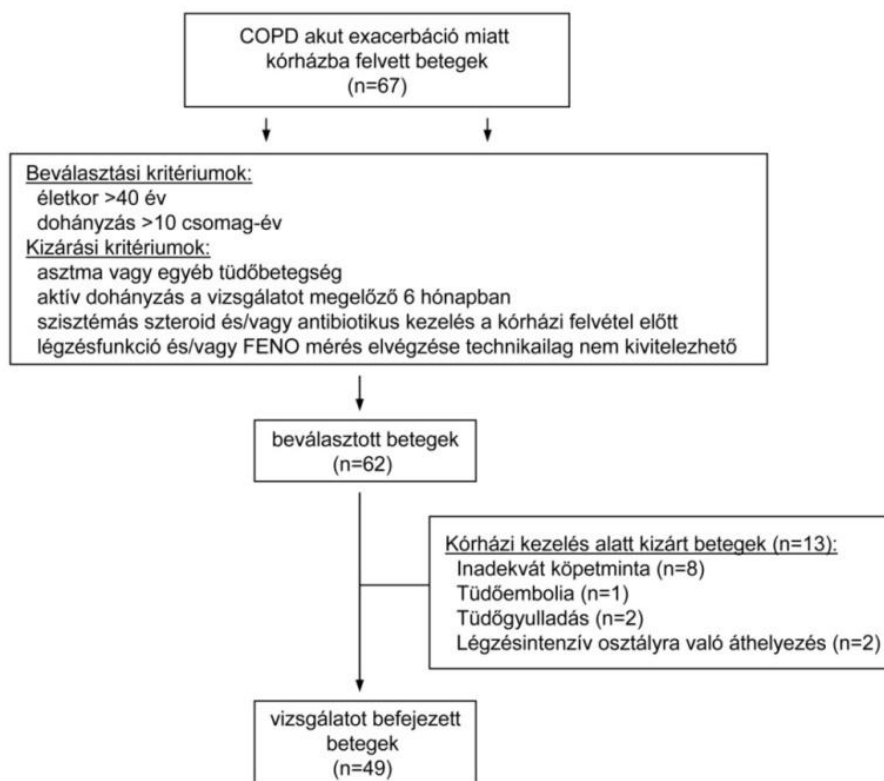 COPD akut exacerbáció miatt
kórházba felvett betegek
(n=67)
Beválasztási kritériumok:
életkor >40 év
dohányzás >10 csomag-év
Kizárási kritériumok:
asztma vagy egyéb tüdőbetegség
aktív dohányzás a vizsgálatot megelőző 6 hónapban
szisztémás szteroid és/vagy antibiotikus kezelés a kórházi felvétel előtt
légzésfunkció és/vagy FENO mérés elvégzése technikailag nem kivitelezhető
beválasztott betegek
(n=62)
Kórházi kezelés alatt kizárt betegek (n=13):
Inadekvát köpetminta (n=8)
Tüdőembolia (n=1)
Tüdőgyulladás (n=2)
Légzésintenzív osztályra való áthelyezés (n=2)
vizsgálatot befejezett
betegek
(n=49)